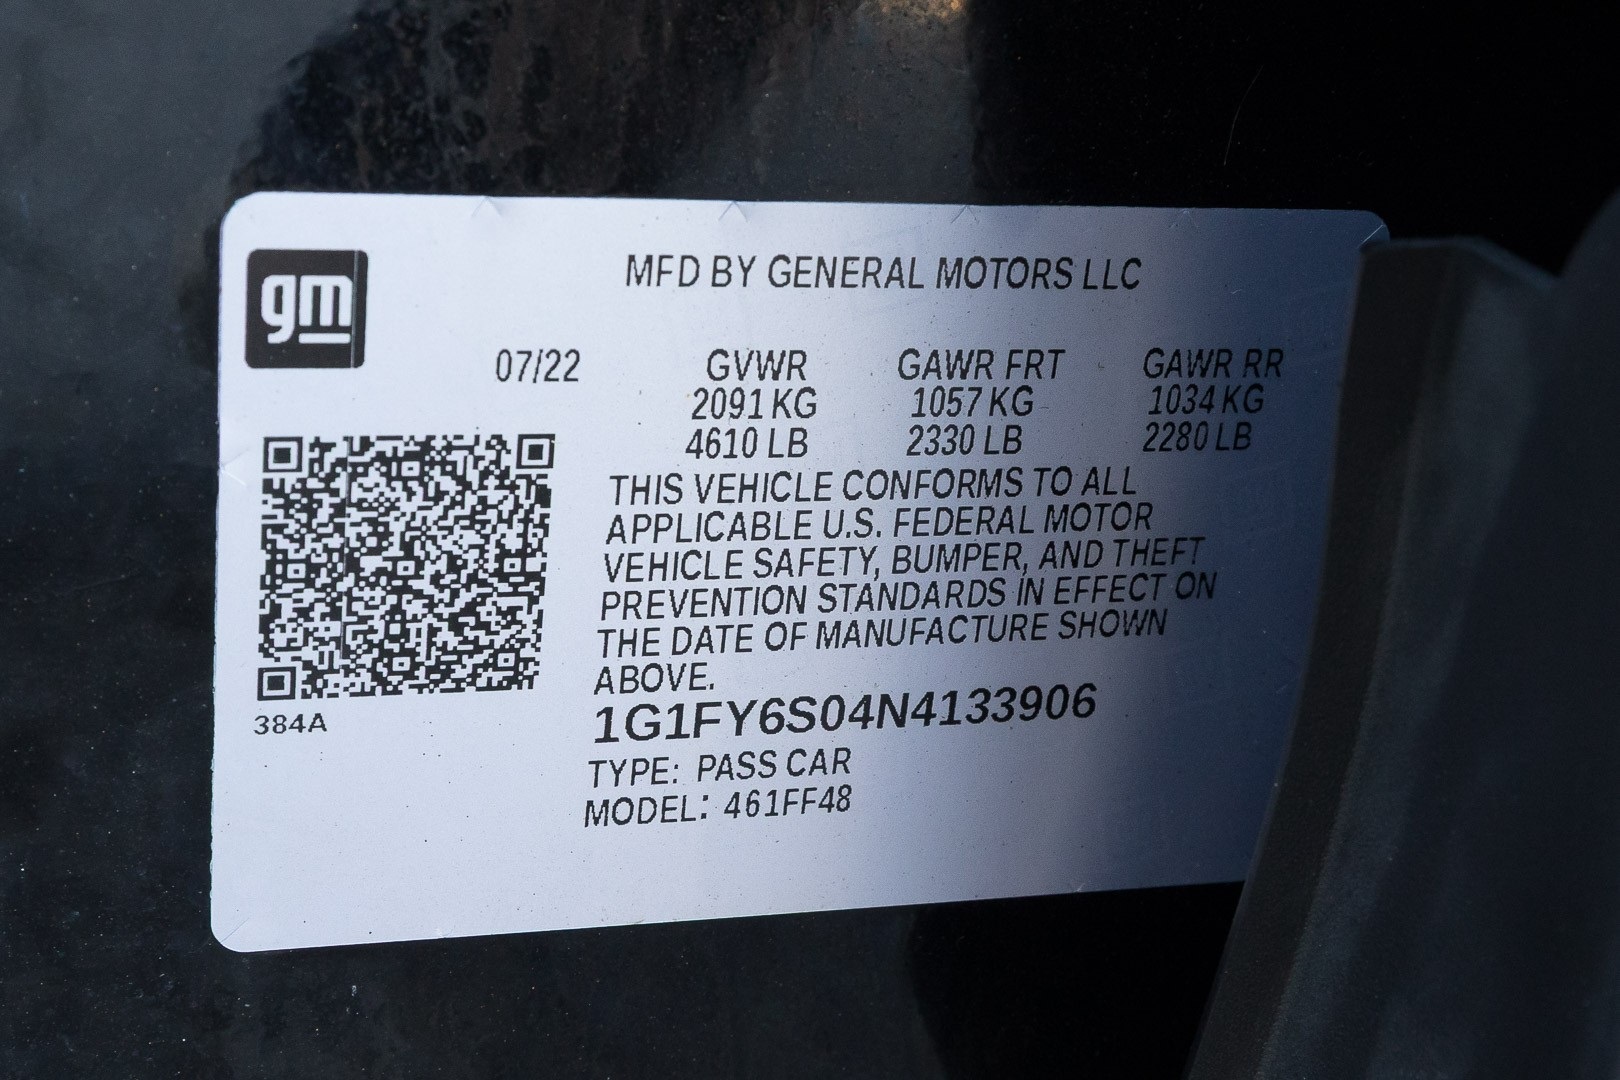 gm
MFD BY GENERAL MOTORS LLC
07/22 GVWR GAWR FRT GAWR RR
2091 KG 1057 KG 1034 KG
4610 LB 2330 LB 2280 LB
THIS VEHICLE CONFORMS TO ALL
APPLICABLE U.S. FEDERAL MOTOR
VEHICLE SAFETY, BUMPER, AND THEFT
PREVENTION STANDARDS IN EFFECT ON
THE DATE OF MANUFACTURE SHOWN
ABOVE.
384A
1G1FY6S04N4133906
TYPE: PASS CAR
MODEL: 461FF48